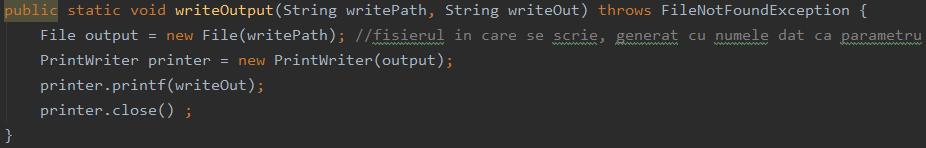 public static void writeOutput(String writePath, String writeOut) throws FileNotFoundException {
File output = new File(writePath); //fisierul in care se scrie, generat cu numele dat ca parametru
PrintWriter printer = new PrintWriter(output);
printer.printf(writeOut);
printer.close() ;
}